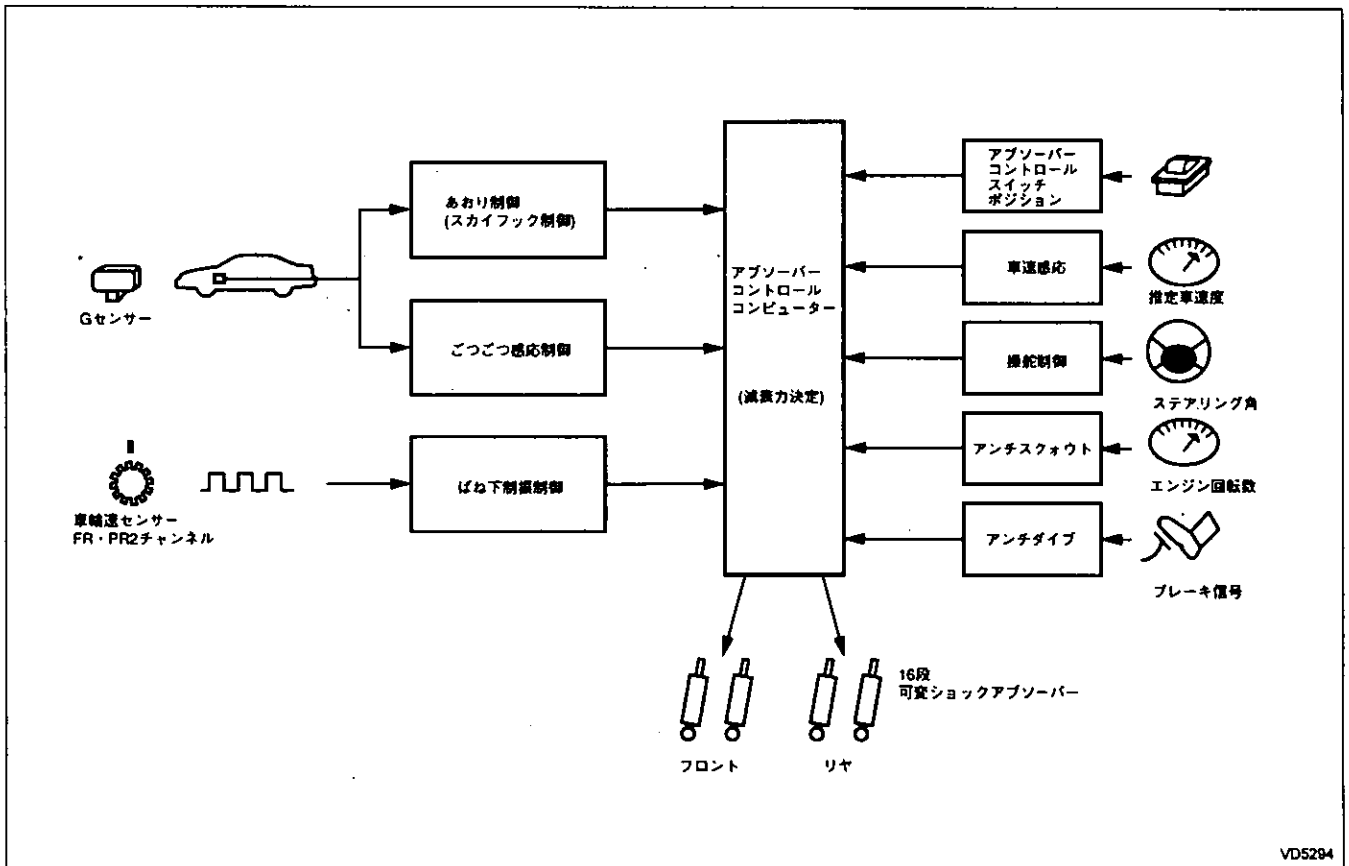 あおり制御
(スカイフック制御)
Gセンサー
ごつごつ感応制御
車輪速センサー
FR・PR2チャンネル
ばね下制振制御
アブソーバー
コントロール
コンピューター
(減衰力決定)
アブソーバー
コントロール
スイッチ
ポジション
車速感応
推定車速度
操舵制御
ステアリング角
アンチスクォウト
エンジン回転数
アンチダイブ
ブレーキ信号
16段
可変ショックアブソーバー
フロント
リヤ
VD5294